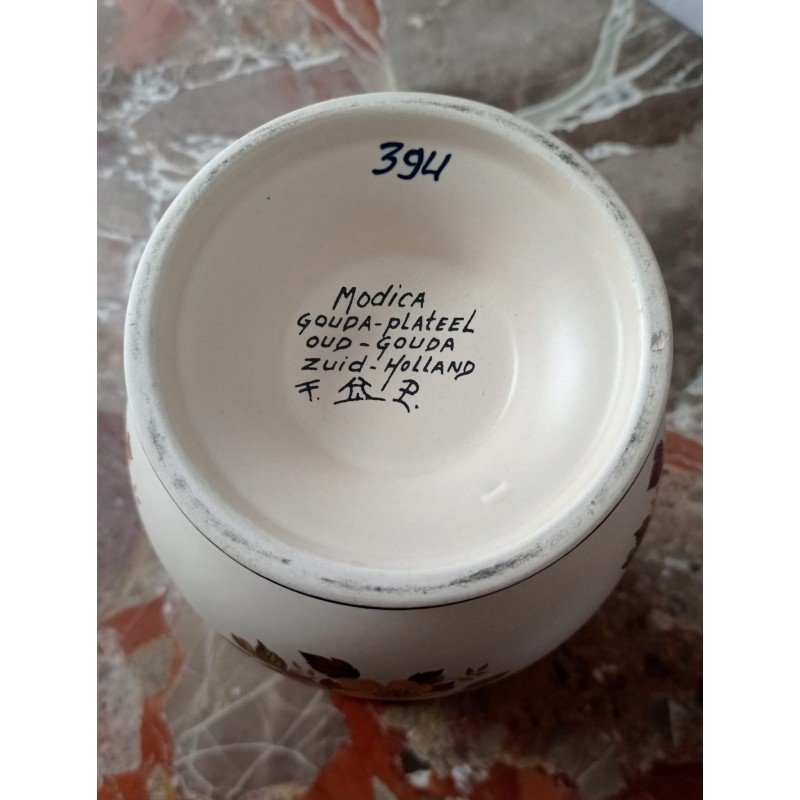 394
Modica
GOUDA-PLATEEL
OUD-GOUDA
ZUID-HOLLAND
F. P.